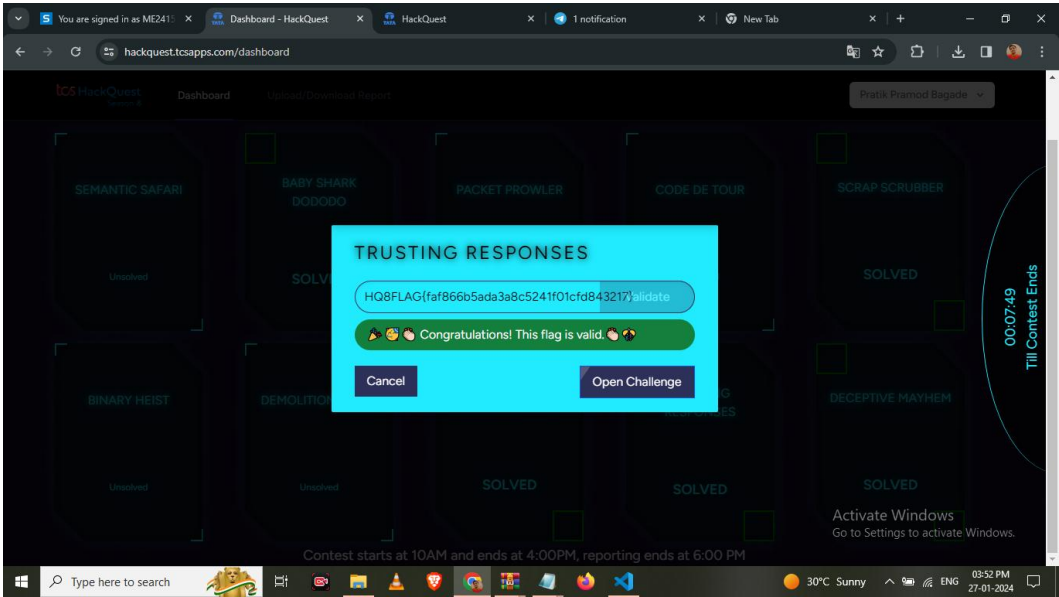 You are signed in as ME2415
Dashboard - HackQuest
HackQuest
1 notification
New Tab
hackquest.tcsapps.com/dashboard
tcs HackQuest
Dashboard
Upload/Download Report
Pratik Pramod Bagade
SEMANTIC SAFARI
BABY SHARK
DODODO
PACKET PROWLER
CODE DE TOUR
SCRAP SCRUBBER
Unsolved
SOLV
SOLVED
TRUSTING RESPONSES
HQ8FLAG{faf866b5ada3a8c5241f01cfd843217}
Validate
Congratulations! This flag is valid.
Cancel
Open Challenge
00:07:49
Till Contest Ends
BINARY HEIST
DEMOLITION
DECEPTIVE MAYHEM
Unsolved
Unsolved
SOLVED
SOLVED
SOLVED
Activate Windows
Go to Settings to activate Windows.
Contest starts at 10AM and ends at 4:00PM, reporting ends at 6:00 PM
Type here to search
30°C Sunny
ENG
03:52 PM
27-01-2024